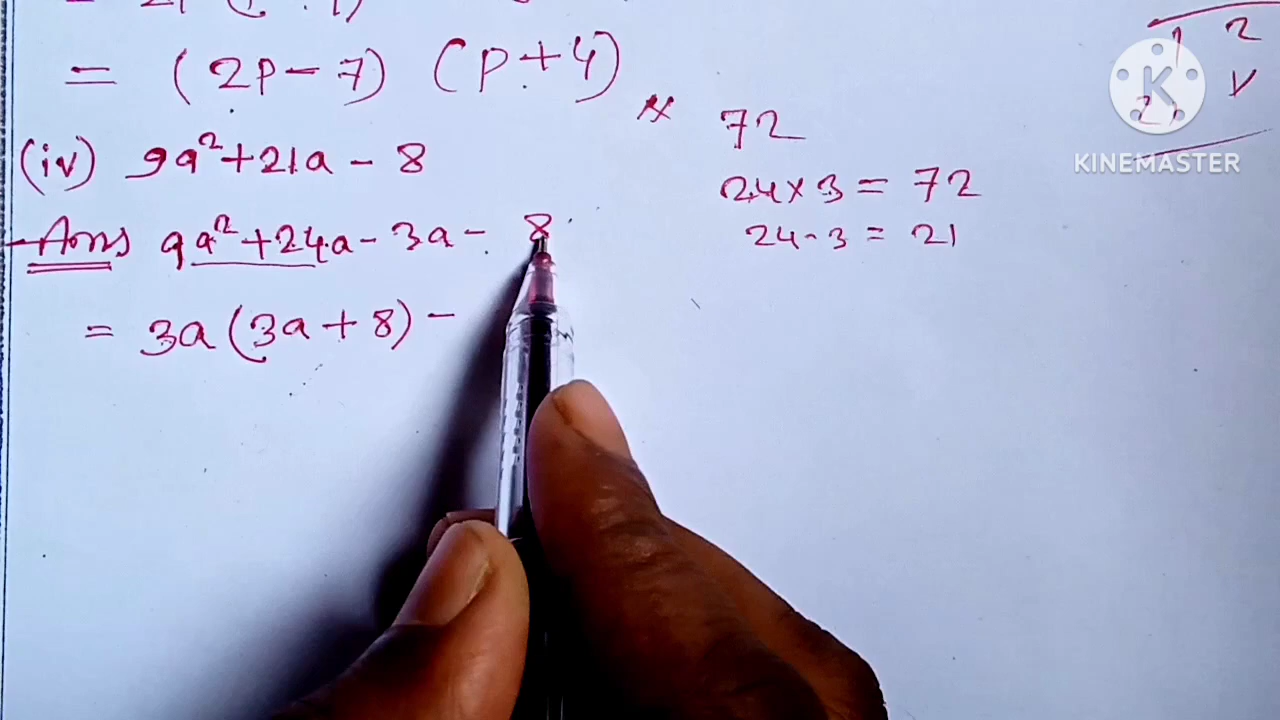 = (2p-7) (p+4)
(iv) 9a²+21a-8
Ans 9a²+24a-3a-8
= 3a(3a+8)-
72
24×3=72
24-3=21
2
K
KINEMASTER